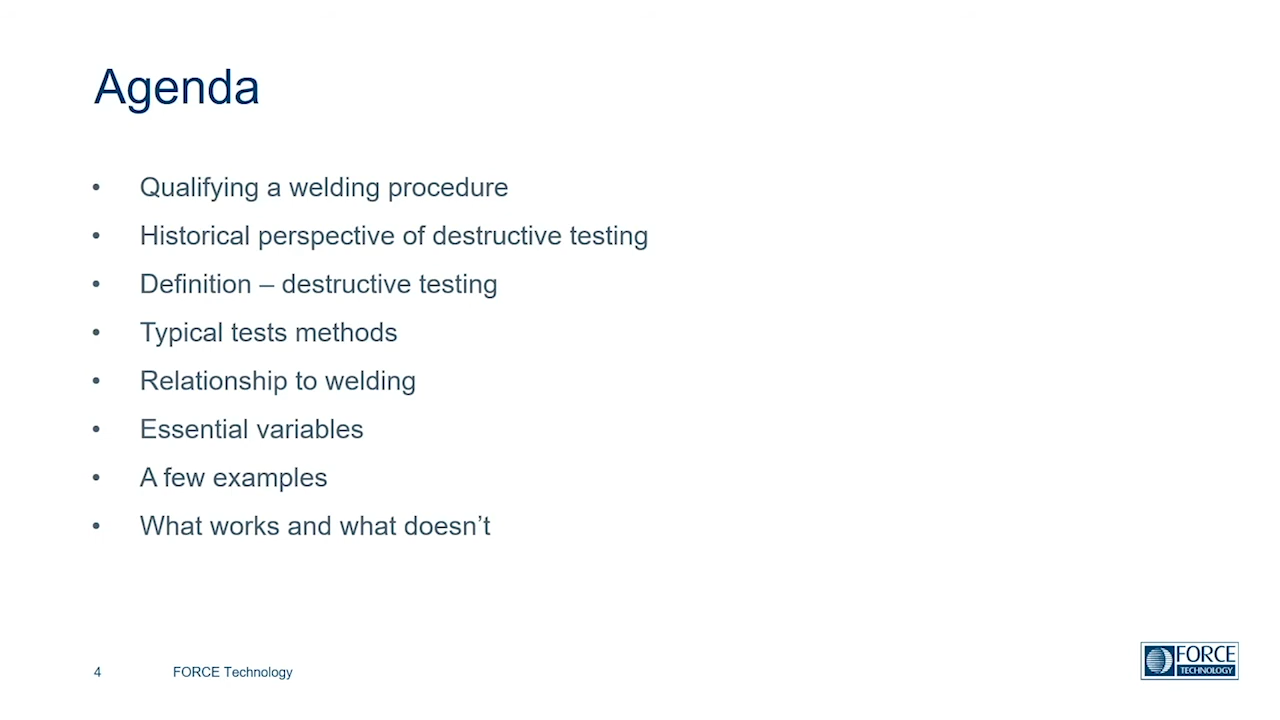 Agenda
• Qualifying a welding procedure
• Historical perspective of destructive testing
• Definition – destructive testing
• Typical tests methods
• Relationship to welding
• Essential variables
• A few examples
• What works and what doesn’t
4 FORCE Technology
FORCE
TECHNOLOGY